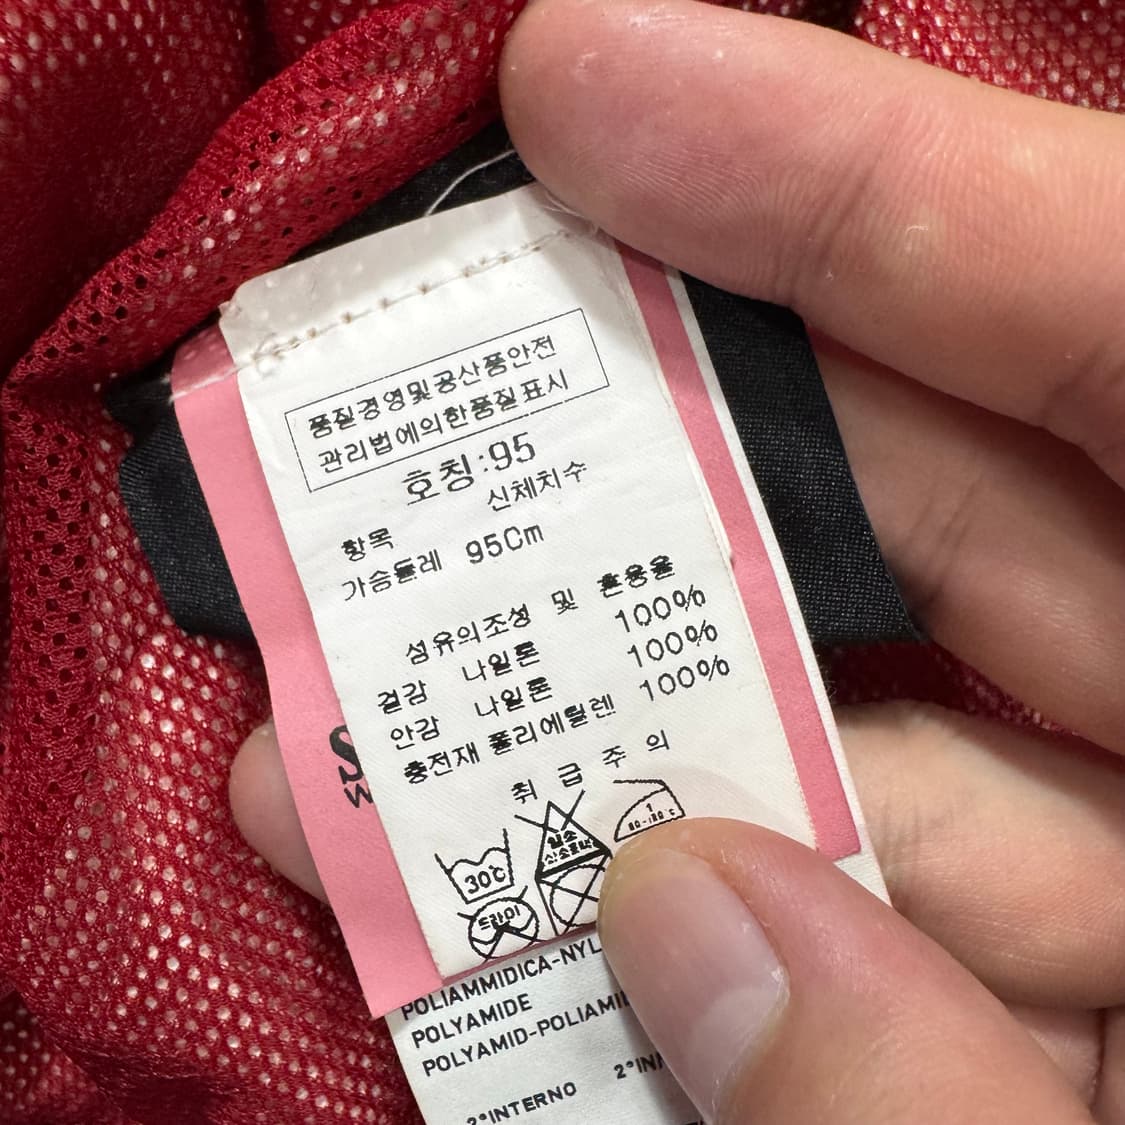 품질경영및공산품안전
관리법에의한품질표시
호칭:95
신체치수
항목
가슴둘레 95Cm
섬유의조성 및 혼용율
겉감 나일론 100%
안감 나일론 100%
충전재 폴리에틸렌 100%
취급주의
30℃
염소
드라이
POLIAMMIDICA-NYL
POLYAMIDE
POLYAMID-POLIAMI
2°INTERNO 2°IN